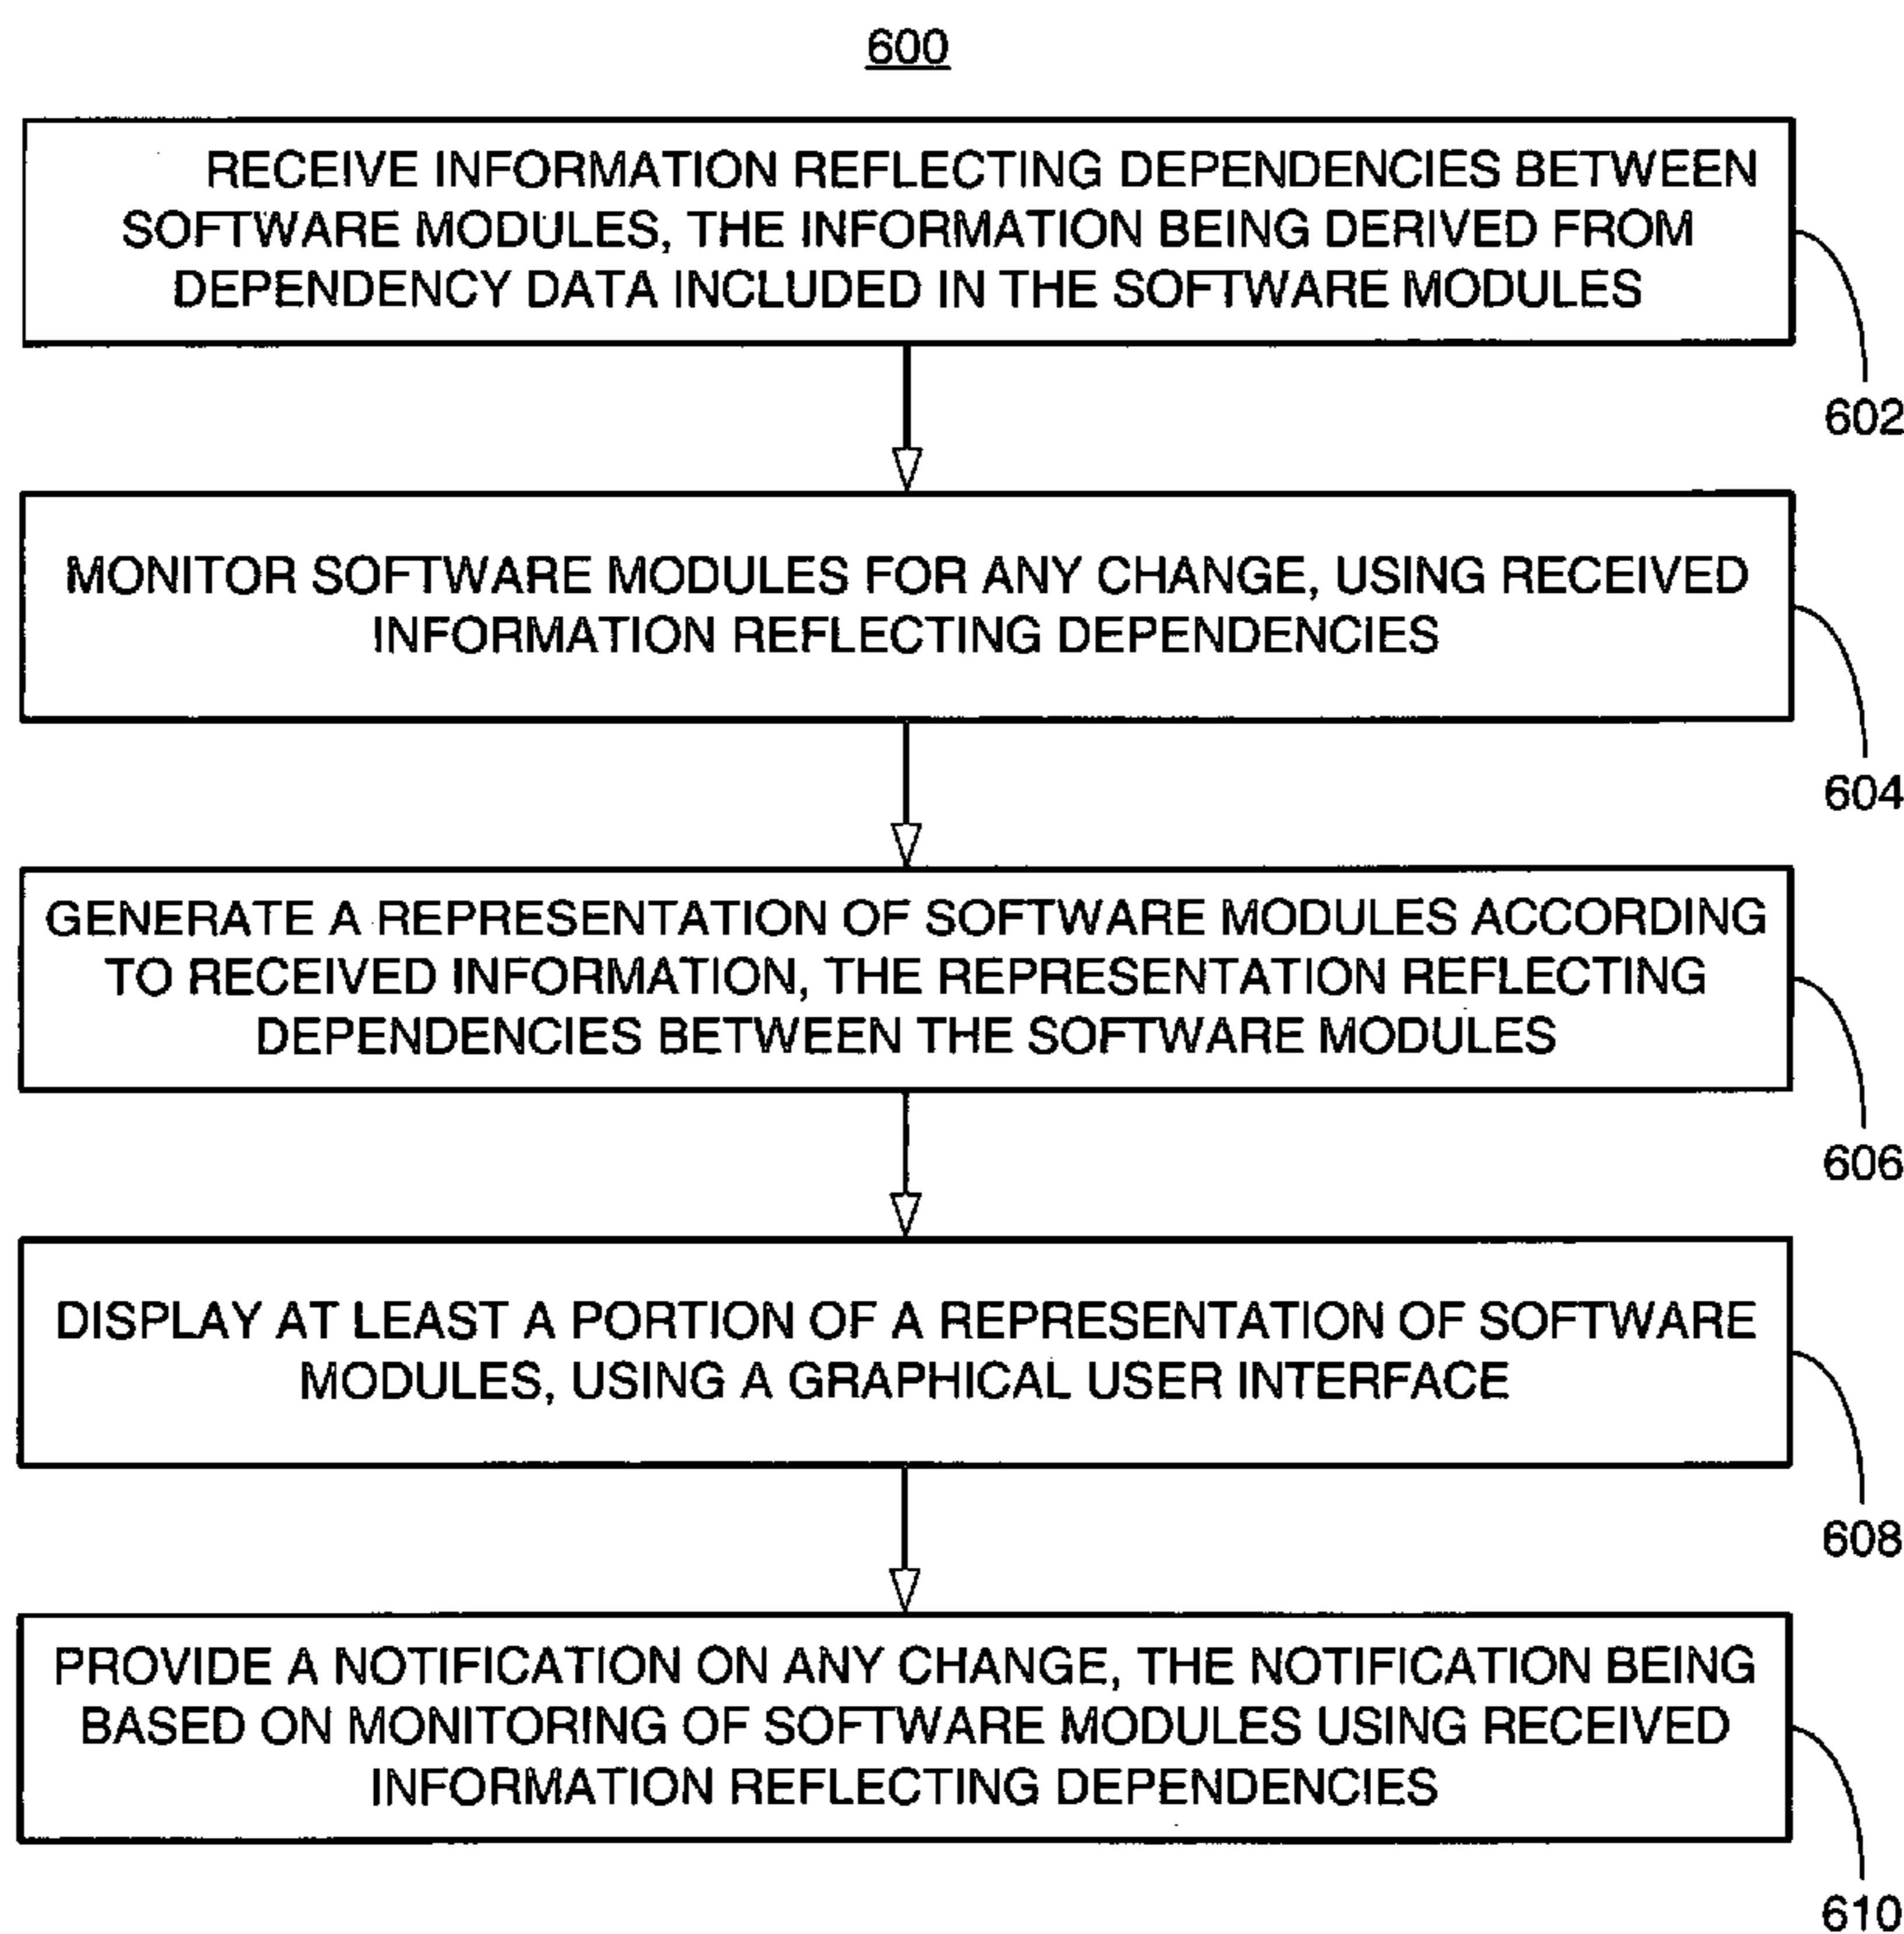 600
RECEIVE INFORMATION REFLECTING DEPENDENCIES BETWEEN
SOFTWARE MODULES, THE INFORMATION BEING DERIVED FROM
DEPENDENCY DATA INCLUDED IN THE SOFTWARE MODULES
602
MONITOR SOFTWARE MODULES FOR ANY CHANGE, USING RECEIVED
INFORMATION REFLECTING DEPENDENCIES
604
GENERATE A REPRESENTATION OF SOFTWARE MODULES ACCORDING
TO RECEIVED INFORMATION, THE REPRESENTATION REFLECTING
DEPENDENCIES BETWEEN THE SOFTWARE MODULES
606
DISPLAY AT LEAST A PORTION OF A REPRESENTATION OF SOFTWARE
MODULES, USING A GRAPHICAL USER INTERFACE
608
PROVIDE A NOTIFICATION ON ANY CHANGE, THE NOTIFICATION BEING
BASED ON MONITORING OF SOFTWARE MODULES USING RECEIVED
INFORMATION REFLECTING DEPENDENCIES
610